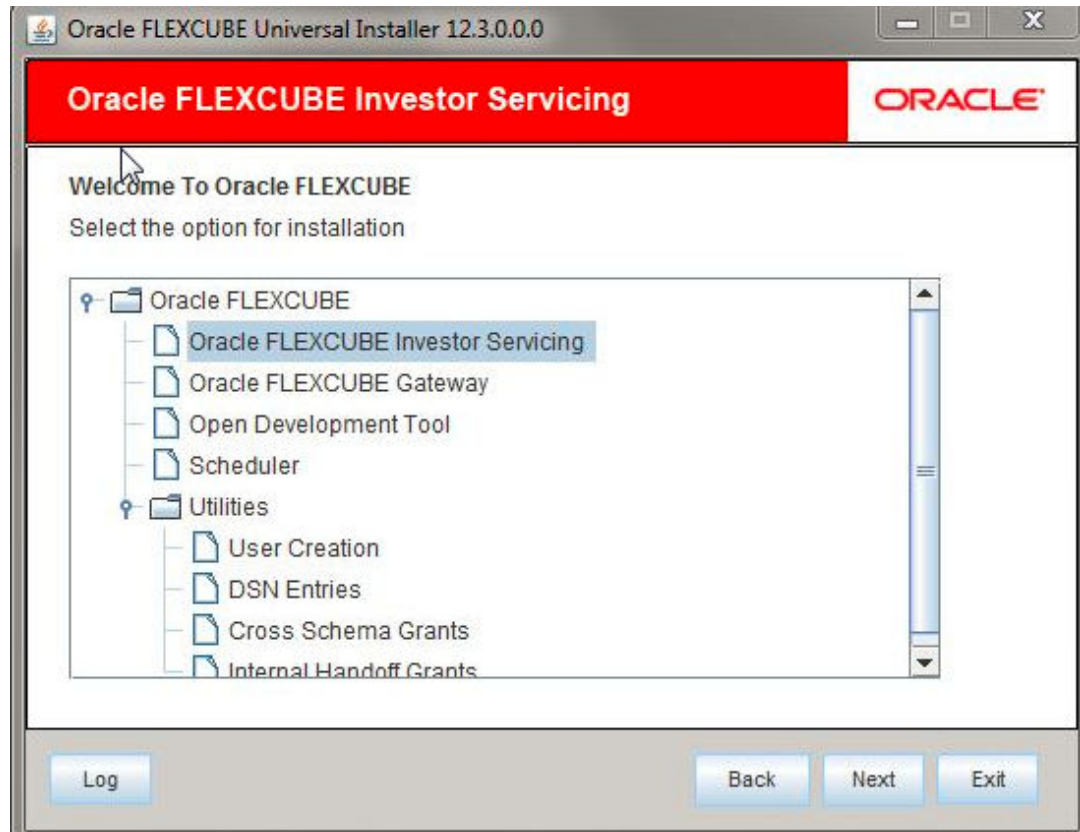 Oracle FLEXCUBE Universal Installer 12.3.0.0.0
Oracle FLEXCUBE Investor Servicing
ORACLE
Welcome To Oracle FLEXCUBE
Select the option for installation
Oracle FLEXCUBE
Oracle FLEXCUBE Investor Servicing
Oracle FLEXCUBE Gateway
Open Development Tool
Scheduler
Utilities
User Creation
DSN Entries
Cross Schema Grants
Internal Handoff Grants
Log Back Next Exit